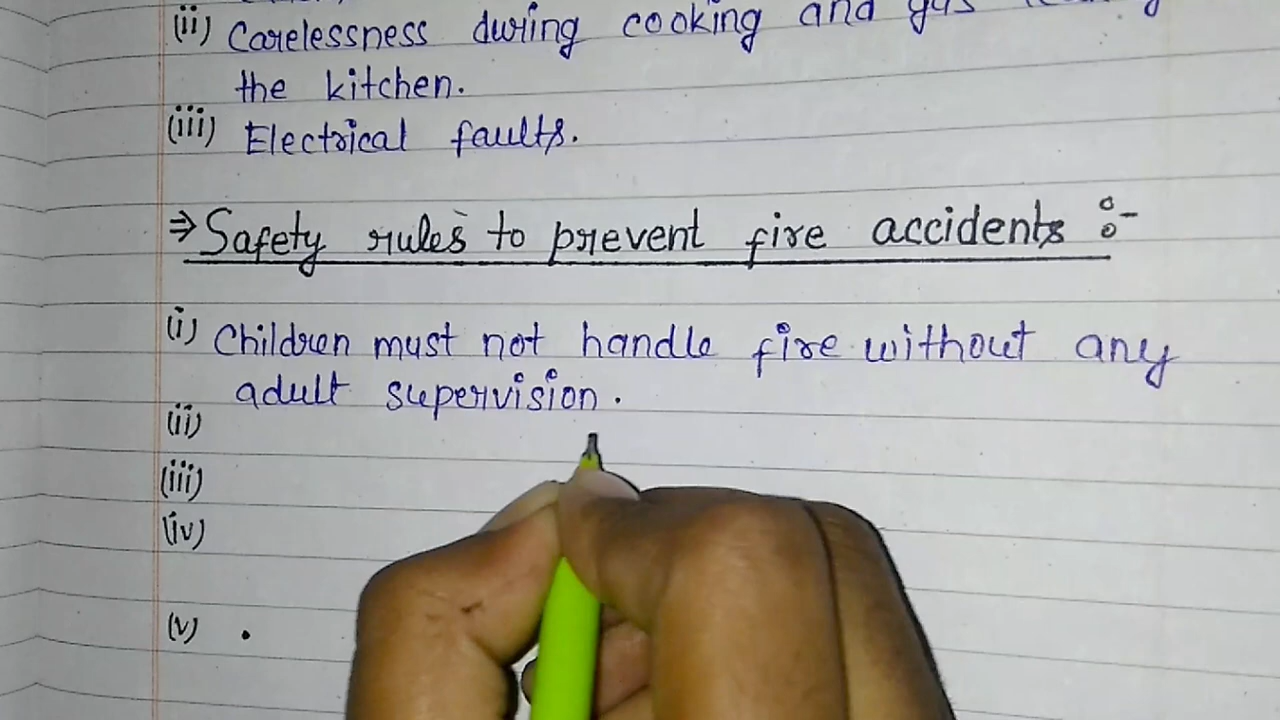 (ii) Carelessness during cooking and gas
the kitchen.
(iii) Electrical faults.
⇒ Safety rules to prevent fire accidents :-
(i) Children must not handle fire without any
adult supervision.
(ii)
(iii)
(iv)
(v) .